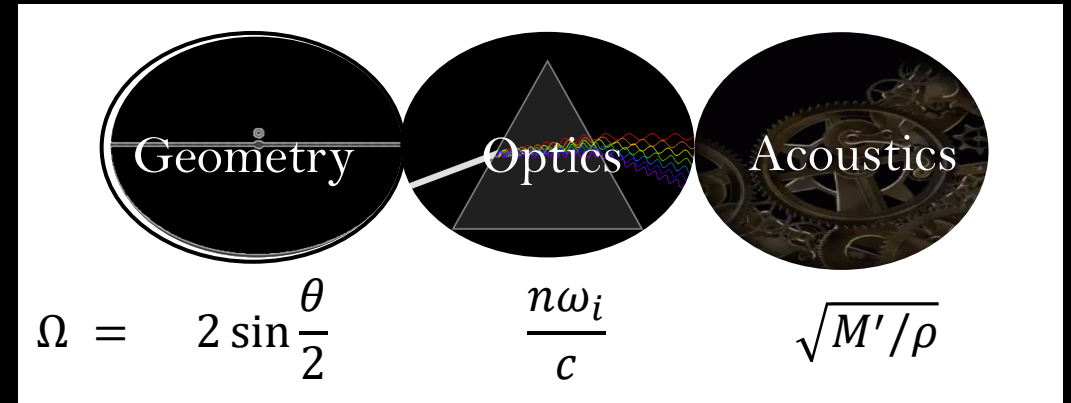 Geometry Optics Acoustics
Ω = 2 sin θ/2 nω_i/c √M′/ρ